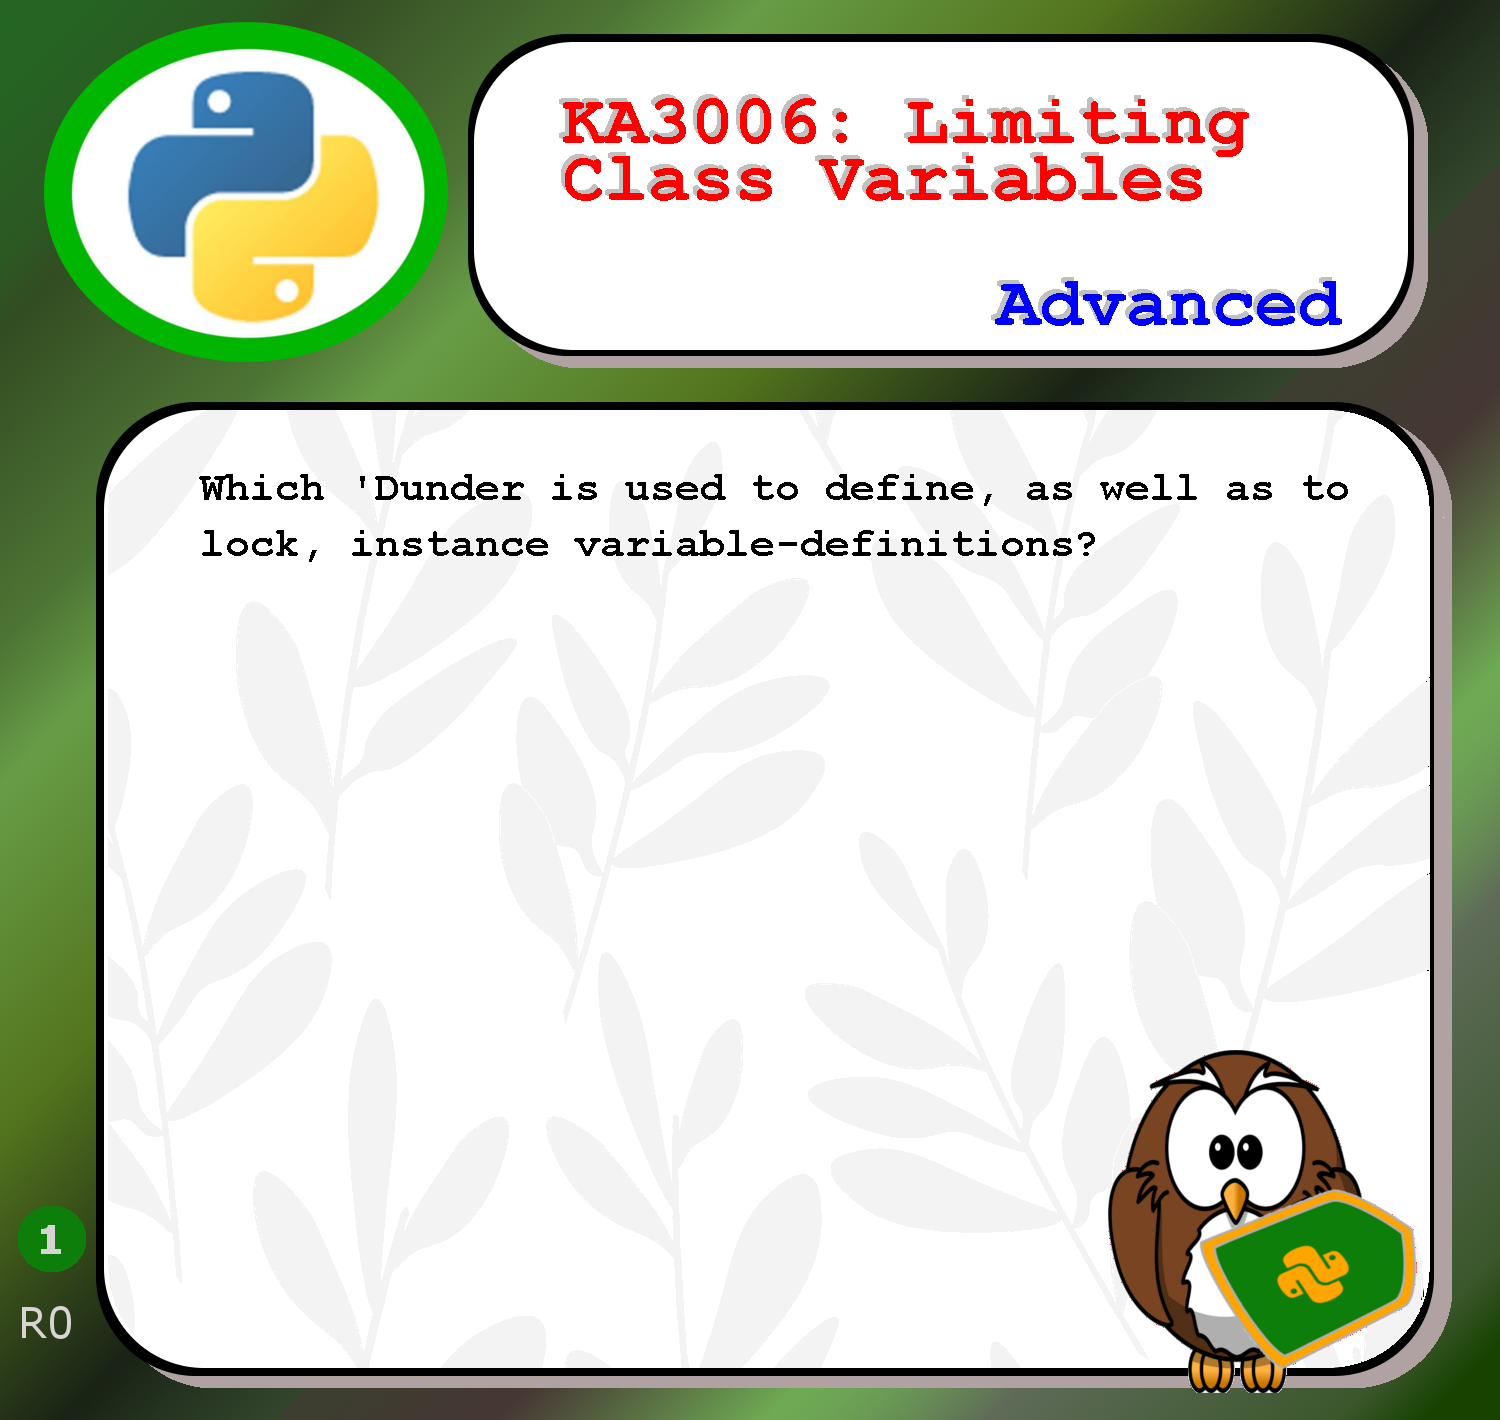 KA3006: Limiting
Class Variables
Advanced
Which 'Dunder is used to define, as well as to
lock, instance variable-definitions?
1
R0